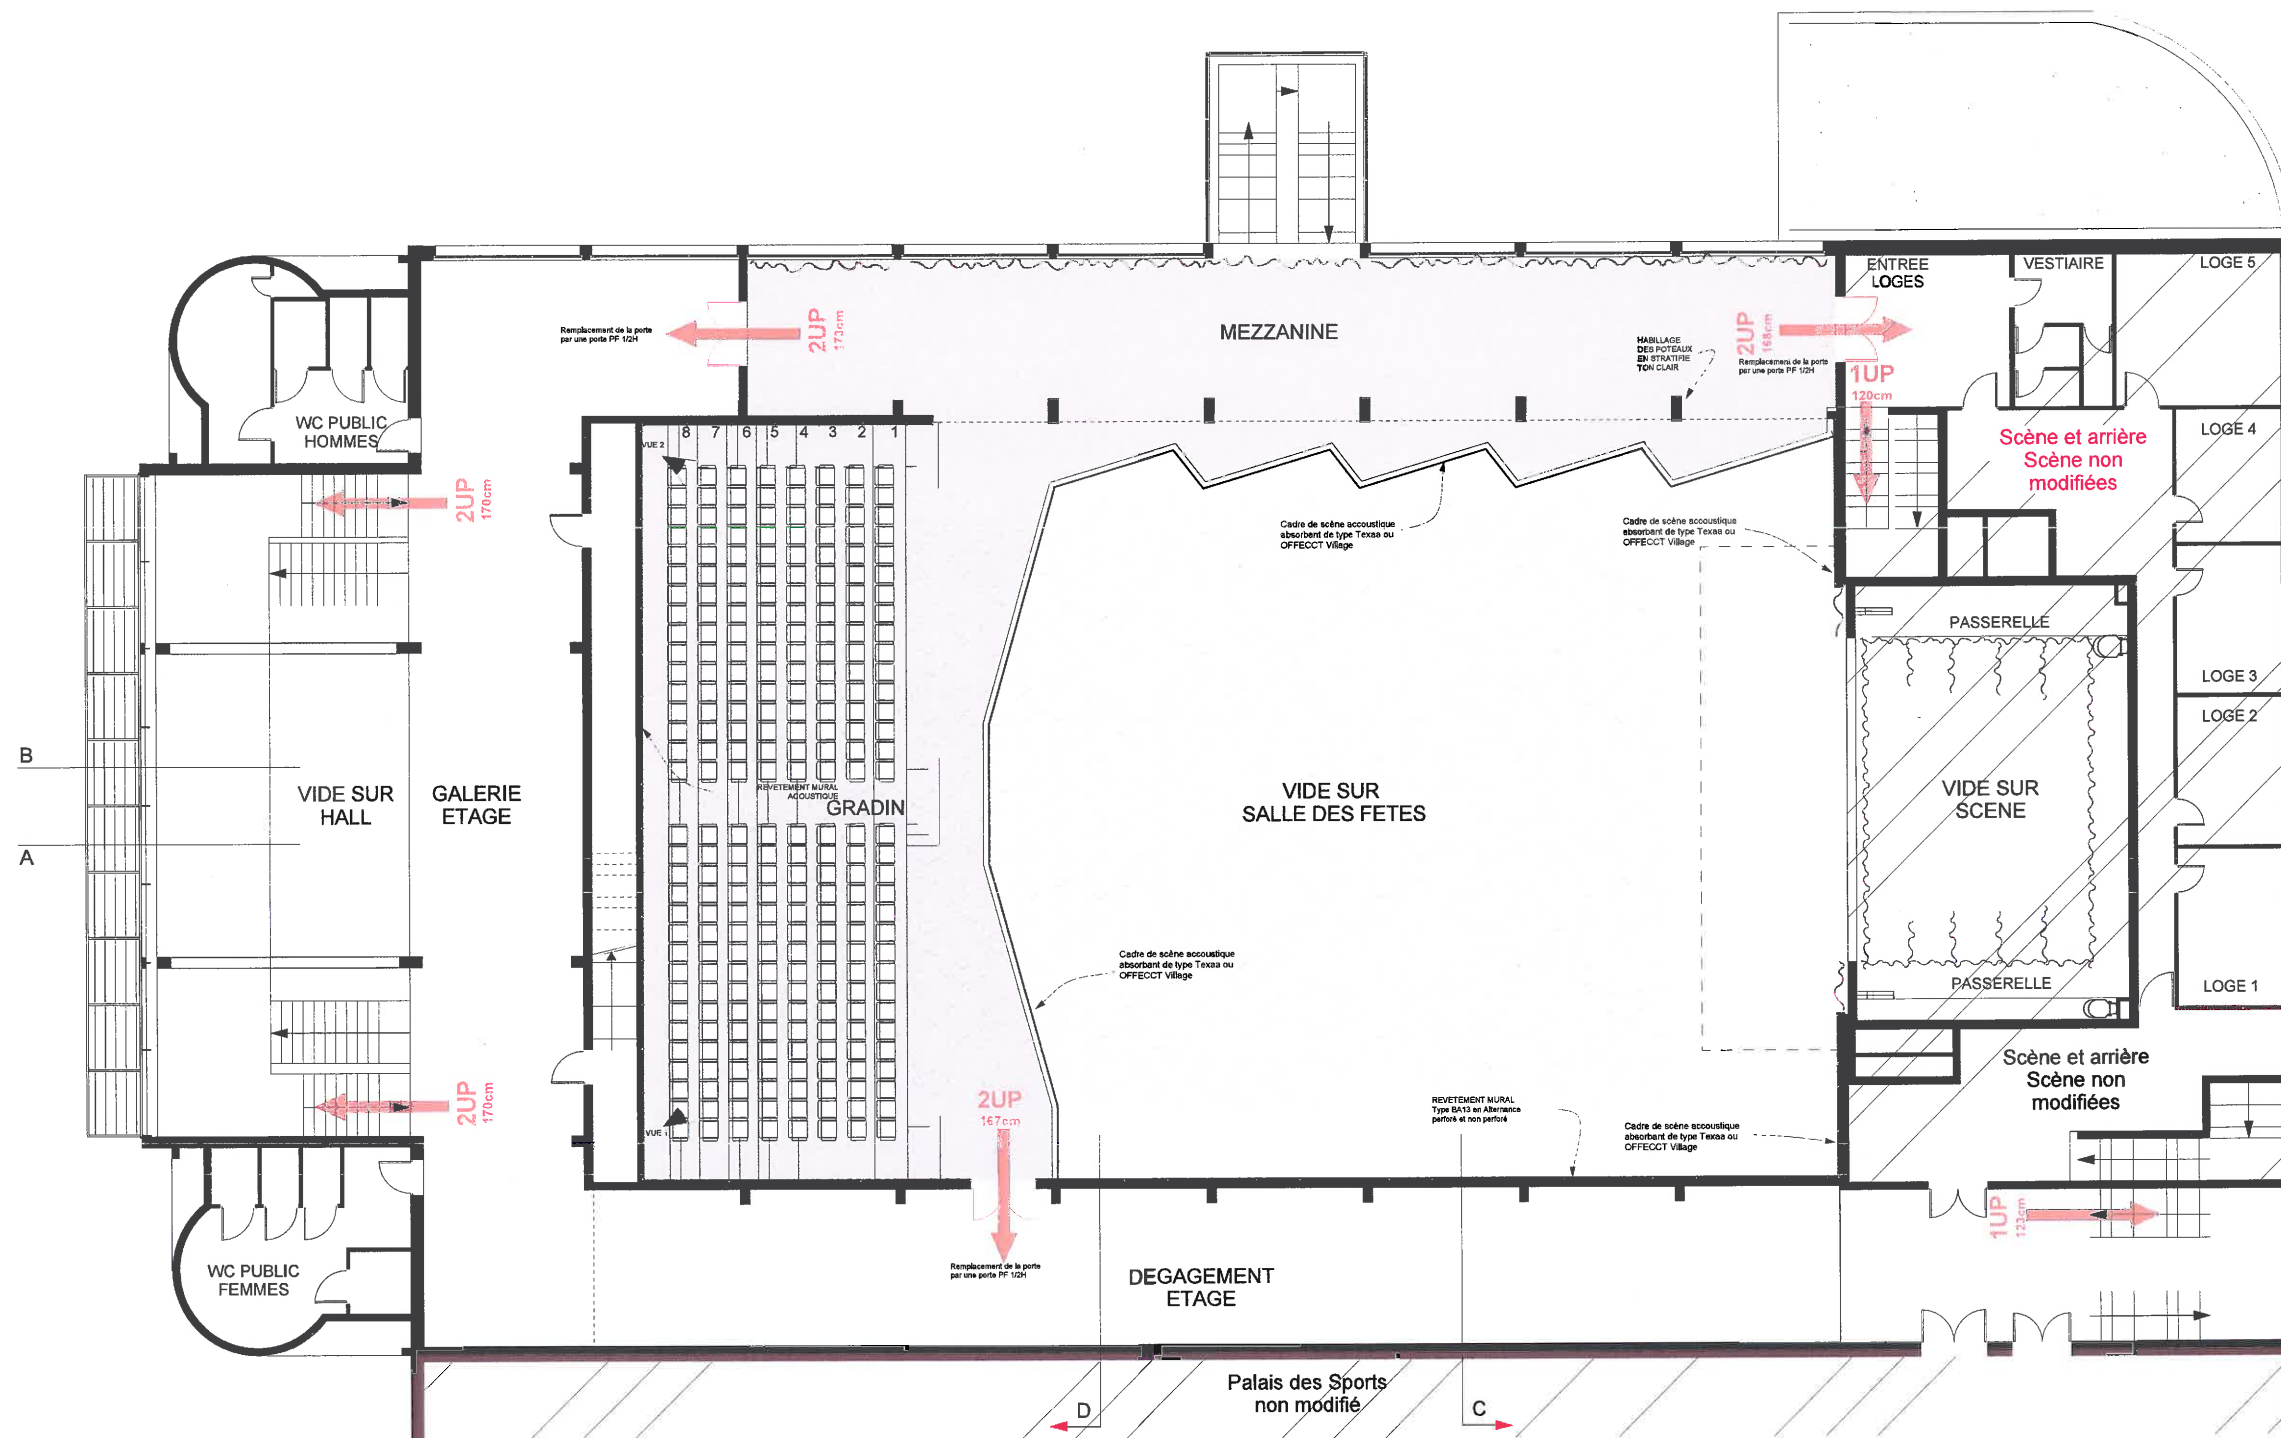 ENTREE
LOGES
VESTIAIRE
LOGE 5
2UP
173cm
Remplacement de la porte
par une porte PF 1/2H
MEZZANINE
2UP
168cm
HABILLAGE
DES POTEAUX
EN STRATIFIE
TON CLAIR
Remplacement de la porte
par une porte PF 1/2H
1UP
120cm
WC PUBLIC
HOMMES
8 7 6 5 4 3 2 1
VUE 2
Scène et arrière
Scène non
modifiées
LOGE 4
2UP
170cm
Cadre de scène accoustique
absorbant de type Texaa ou
OFFECCT Village
Cadre de scène accoustique
absorbant de type Texaa ou
OFFECCT Village
PASSERELLE
LOGE 3
LOGE 2
B
VIDE SUR
HALL
GALERIE
ETAGE
REVETEMENT MURAL
ACOUSTIQUE
GRADIN
VIDE SUR
SALLE DES FETES
VIDE SUR
SCENE
A
Cadre de scène accoustique
absorbant de type Texaa ou
OFFECCT Village
PASSERELLE
LOGE 1
Scène et arrière
Scène non
modifiées
2UP
170cm
2UP
167cm
REVETEMENT MURAL
Type BA13 en Alternance
perforé et non perforé
Cadre de scène accoustique
absorbant de type Texaa ou
OFFECCT Village
VUE 1
1UP
123cm
WC PUBLIC
FEMMES
Remplacement de la porte
par une porte PF 1/2H
DEGAGEMENT
ETAGE
Palais des Sports
non modifié
D
C